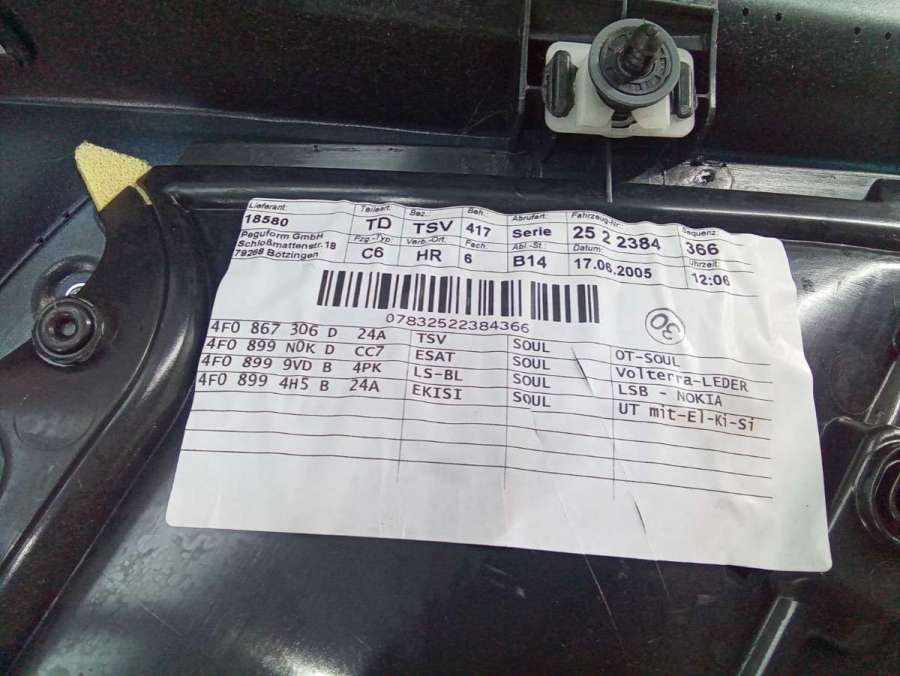 Lieferant: Teileart. Bez. Beh. Abrufart. Fahrzeug-Nr. Sequenz:
18580 TD TSV 417 Serie 25 2 2384 366
Peguform GmbH Fzg.-Typ Verb.-Ort Fach: Abl.-St.: Datum: Uhrzeit:
Schloßmattenstr.18 C6 HR 6 B14 17.06.2005 12:06
79268 Bötzingen
07832522384366
30
4F0 867 306 D 24A TSV SOUL OT-SOUL
4F0 899 N0K D CC7 ESAT SOUL Volterra-LEDER
4F0 899 9VD B 4PK LS-BL SOUL LSB - NOKIA
4F0 899 4H5 B 24A EKISI SOUL UT mit-El-Ki-Si